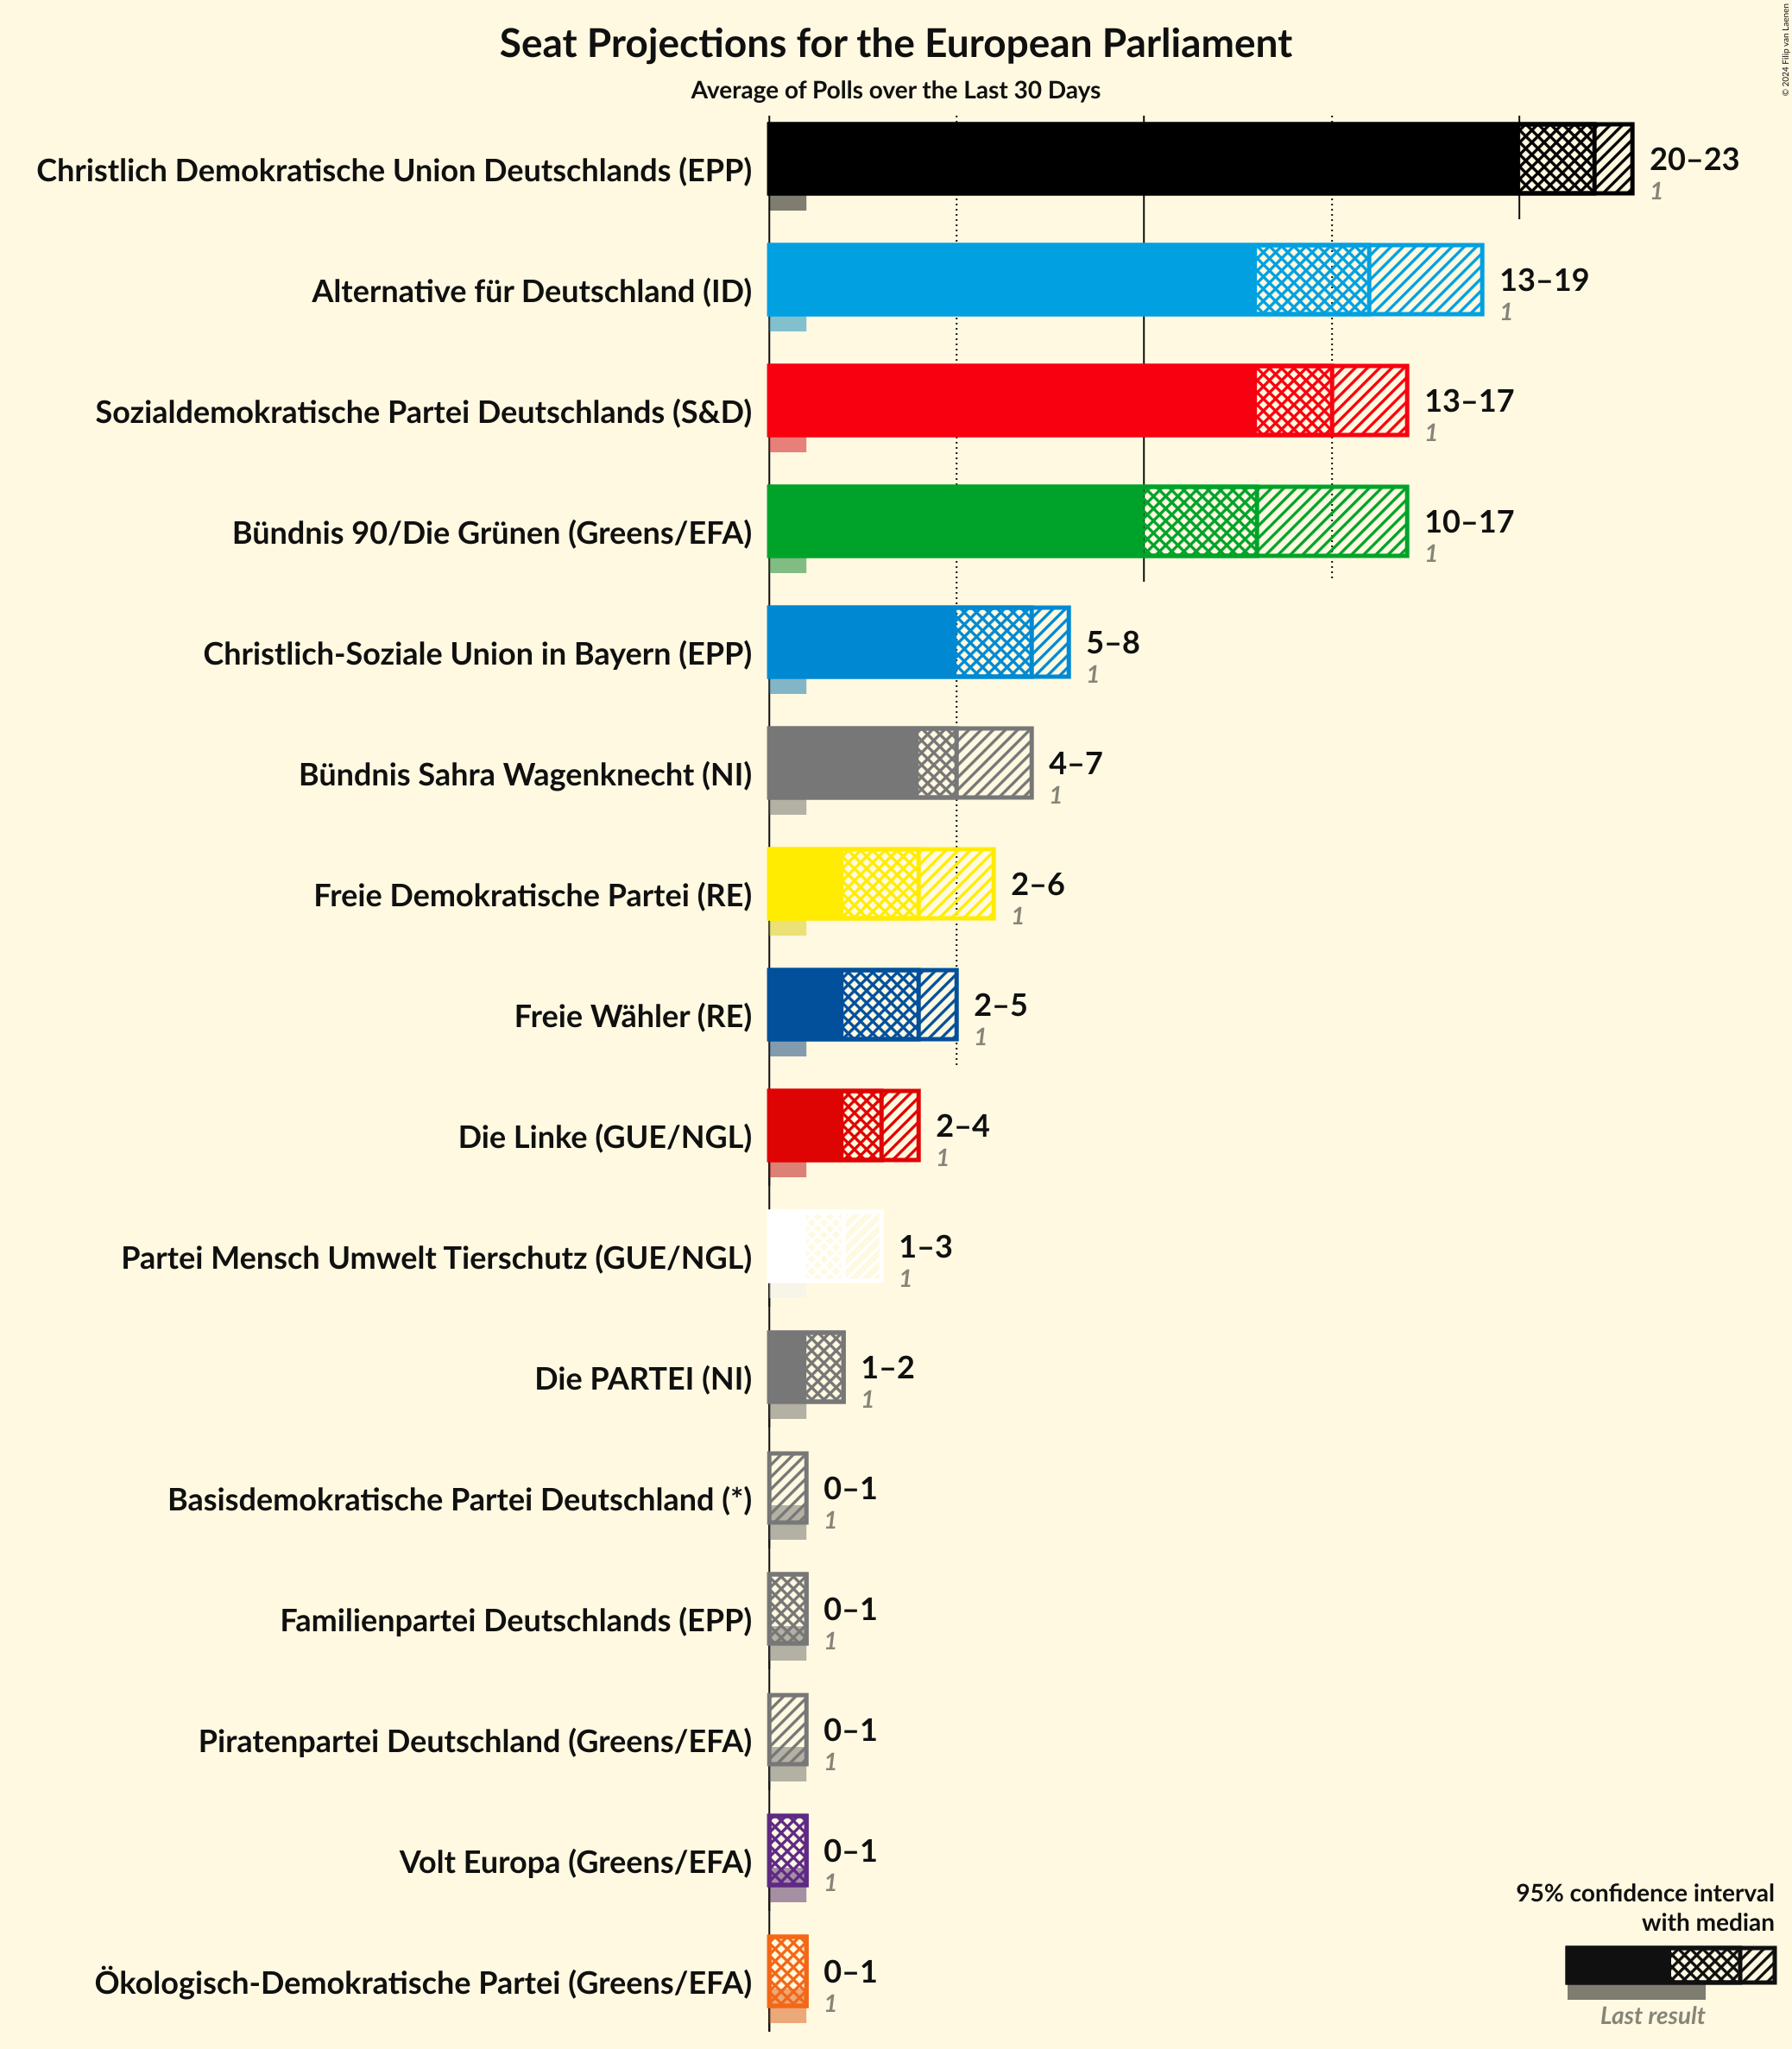 Seat Projections for the European Parliament
Average of Polls over the Last 30 Days
© 2024 Filip van Laenen
Christlich Demokratische Union Deutschlands (EPP)
20–23
1
Alternative für Deutschland (ID)
13–19
1
Sozialdemokratische Partei Deutschlands (S&D)
13–17
1
Bündnis 90/Die Grünen (Greens/EFA)
10–17
1
Christlich-Soziale Union in Bayern (EPP)
5–8
1
Bündnis Sahra Wagenknecht (NI)
4–7
1
Freie Demokratische Partei (RE)
2–6
1
Freie Wähler (RE)
2–5
1
Die Linke (GUE/NGL)
2–4
1
Partei Mensch Umwelt Tierschutz (GUE/NGL)
1–3
1
Die PARTEI (NI)
1–2
1
Basisdemokratische Partei Deutschland (*)
0–1
1
Familienpartei Deutschlands (EPP)
0–1
1
Piratenpartei Deutschland (Greens/EFA)
0–1
1
Volt Europa (Greens/EFA)
0–1
1
Ökologisch-Demokratische Partei (Greens/EFA)
0–1
1
95% confidence interval
with median
Last result